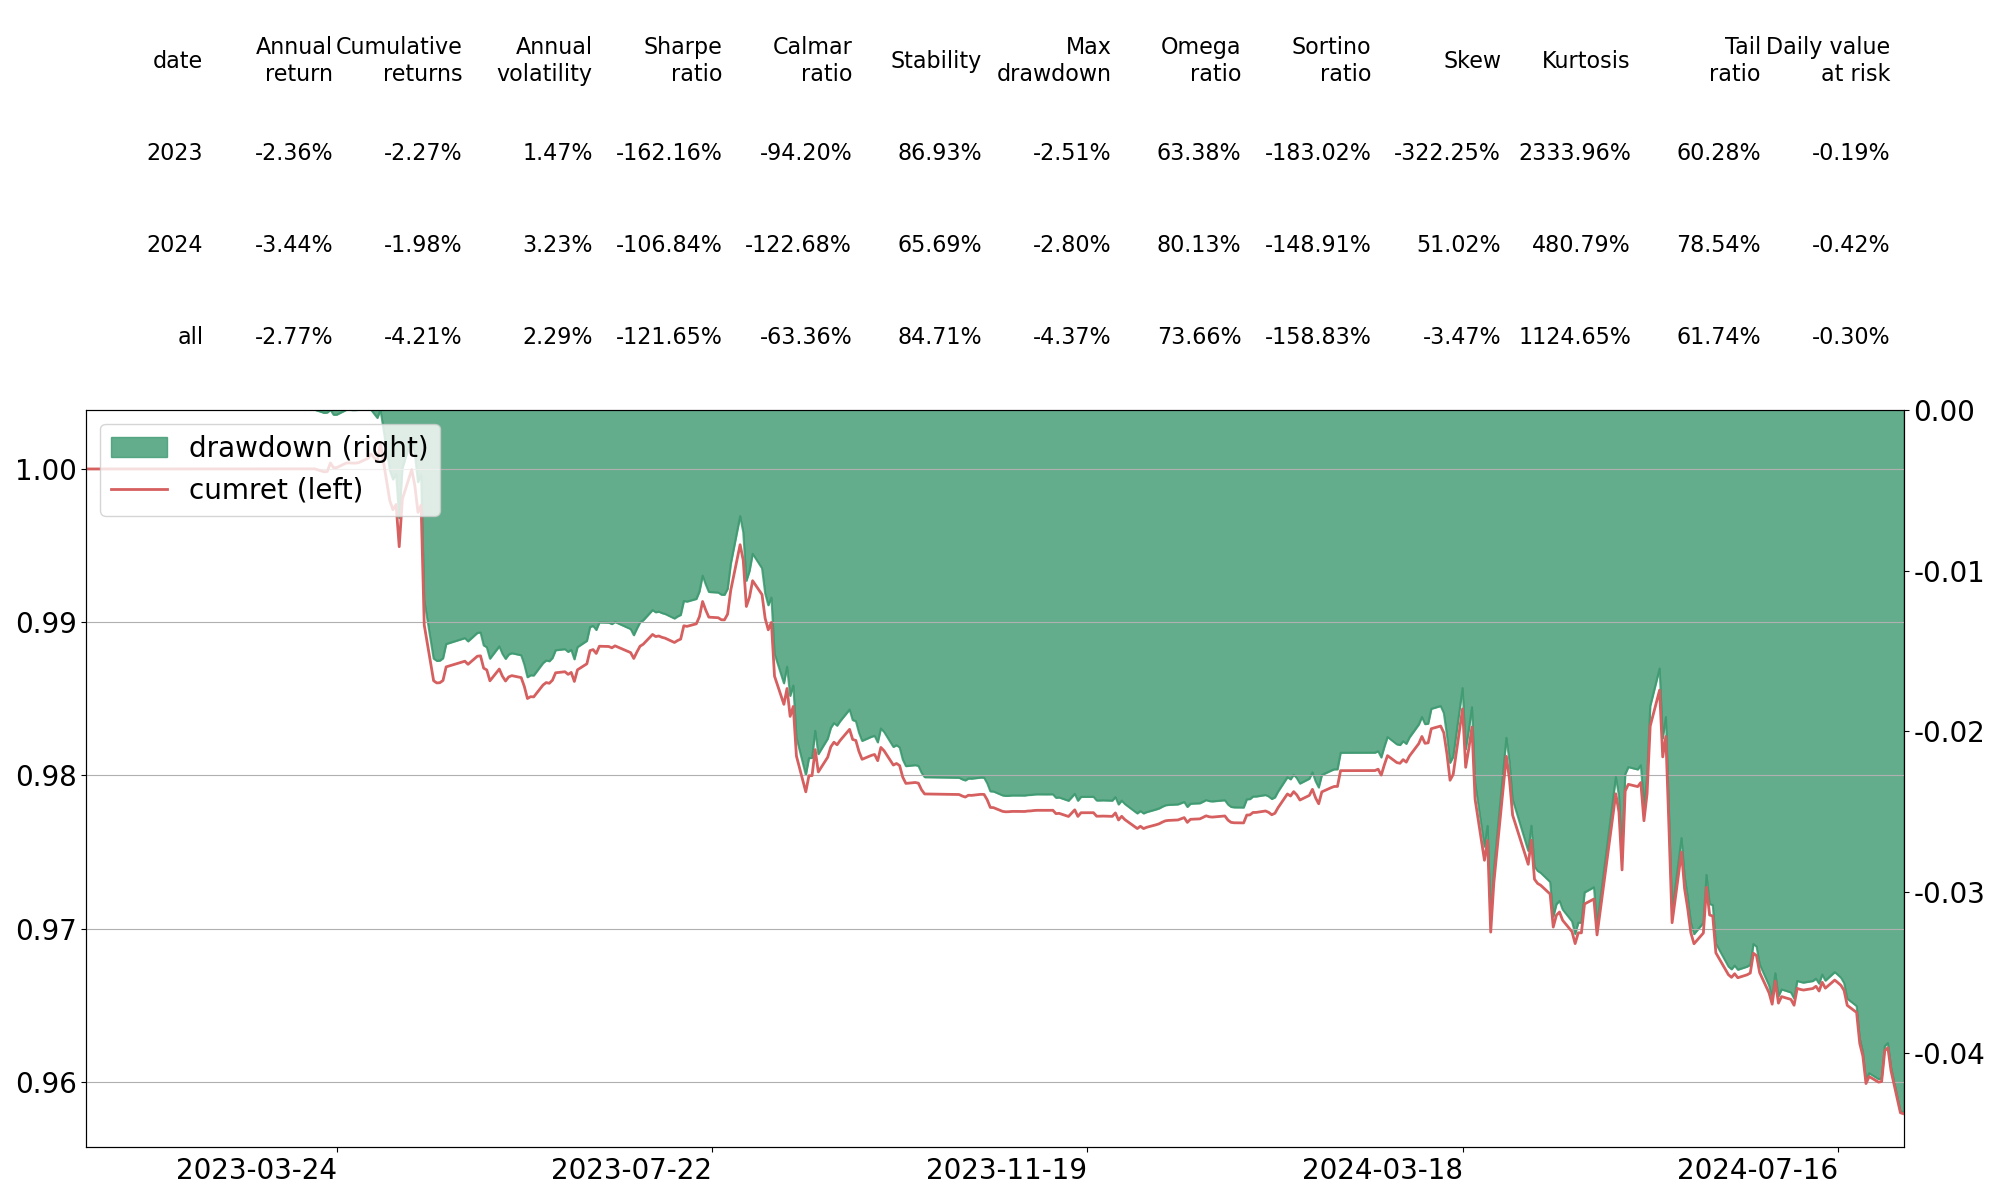 date Annual return Cumulative returns Annual volatility Sharpe ratio Calmar ratio Stability Max drawdown Omega ratio Sortino ratio Skew Kurtosis Tail ratio Daily value at risk
2023 -2.36% -2.27% 1.47% -162.16% -94.20% 86.93% -2.51% 63.38% -183.02% -322.25% 2333.96% 60.28% -0.19%
2024 -3.44% -1.98% 3.23% -106.84% -122.68% 65.69% -2.80% 80.13% -148.91% 51.02% 480.79% 78.54% -0.42%
all -2.77% -4.21% 2.29% -121.65% -63.36% 84.71% -4.37% 73.66% -158.83% -3.47% 1124.65% 61.74% -0.30%
drawdown (right)
cumret (left)
1.00
0.99
0.98
0.97
0.96
0.00
-0.01
-0.02
-0.03
-0.04
2023-03-24 2023-07-22 2023-11-19 2024-03-18 2024-07-16